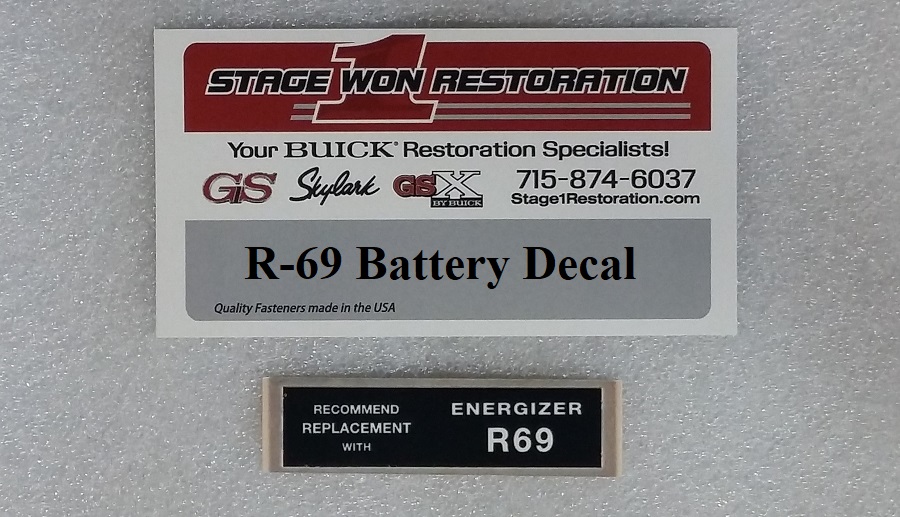 STAGE 1 WON RESTORATION
Your BUICK® Restoration Specialists!
GS Skylark GSX BY BUICK
715-874-6037
Stage1Restoration.com
R-69 Battery Decal
Quality Fasteners made in the USA
RECOMMEND
REPLACEMENT
WITH
ENERGIZER
R69